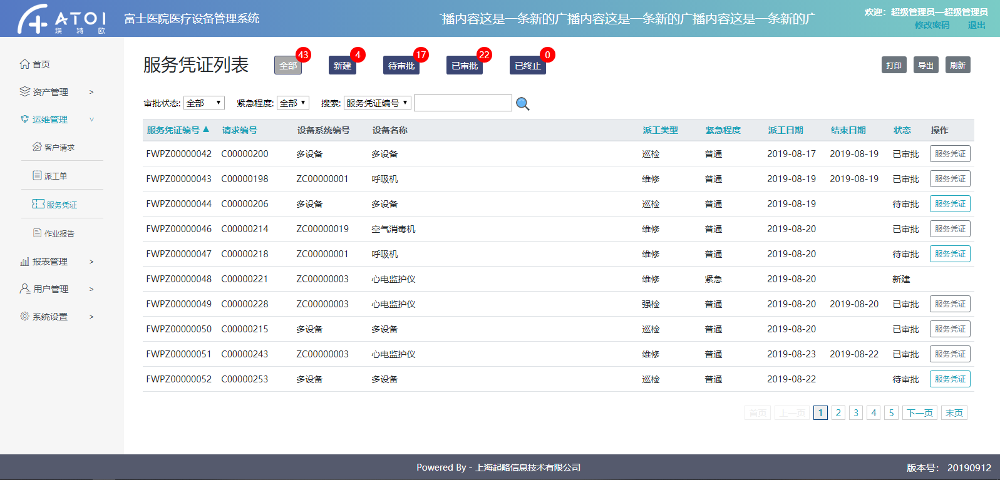 ATOI
埃特欧
富士医院医疗设备管理系统
播内容这是一条新的广播内容这是一条新的广播内容这是一条新的广
欢迎: 超级管理员—超级管理员
修改密码 退出
首页
资产管理 >
运维管理 ∨
客户请求
派工单
服务凭证
作业报告
报表管理 >
用户管理 >
系统设置 >
服务凭证列表 全部 43 新建 4 待审批 17 已审批 22 已终止 0 打印 导出 刷新
审批状态: 全部 ▼ 紧急程度: 全部 ▼ 搜索: 服务凭证编号 ▼
服务凭证编号 ▲ 请求编号 设备系统编号 设备名称 派工类型 紧急程度 派工日期 结束日期 状态 操作
FWPZ00000042 C00000200 多设备 多设备 巡检 普通 2019-08-17 2019-08-19 已审批 服务凭证
FWPZ00000043 C00000198 ZC00000001 呼吸机 维修 普通 2019-08-19 2019-08-19 已审批 服务凭证
FWPZ00000044 C00000206 多设备 多设备 巡检 普通 2019-08-19 待审批 服务凭证
FWPZ00000046 C00000214 ZC00000019 空气消毒机 维修 普通 2019-08-20 已审批 服务凭证
FWPZ00000047 C00000218 ZC00000001 呼吸机 维修 普通 2019-08-20 待审批 服务凭证
FWPZ00000048 C00000221 ZC00000003 心电监护仪 维修 紧急 2019-08-20 新建
FWPZ00000049 C00000228 ZC00000003 心电监护仪 强检 普通 2019-08-20 2019-08-20 已审批 服务凭证
FWPZ00000050 C00000215 多设备 多设备 巡检 普通 2019-08-20 已审批 服务凭证
FWPZ00000051 C00000243 ZC00000003 心电监护仪 维修 普通 2019-08-23 2019-08-22 已审批 服务凭证
FWPZ00000052 C00000253 多设备 多设备 巡检 普通 2019-08-22 待审批 服务凭证
首页 上一页 1 2 3 4 5 下一页 末页
Powered By - 上海起略信息技术有限公司
版本号: 20190912